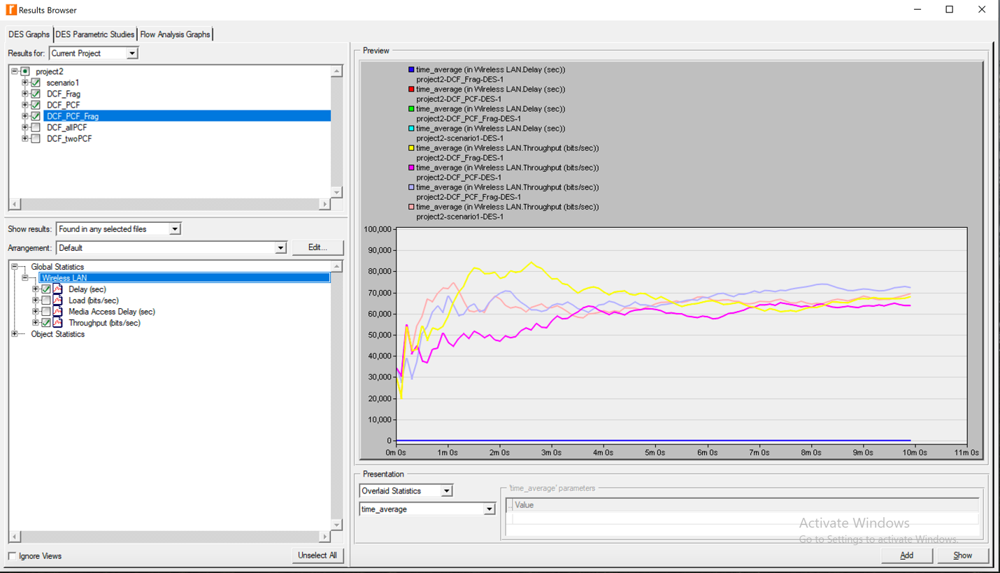 Results Browser
DES Graphs DES Parametric Studies Flow Analysis Graphs
Results for: Current Project
project2
scenario1
DCF_Frag
DCF_PCF
DCF_PCF_Frag
DCF_allPCF
DCF_twoPCF
Show results: Found in any selected files
Arrangement: Default Edit...
Global Statistics
Wireless LAN
Delay (sec)
Load (bits/sec)
Media Access Delay (sec)
Throughput (bits/sec)
Object Statistics
Ignore Views Unselect All
Preview
time_average (in Wireless LAN.Delay (sec))
project2-DCF_Frag-DES-1
time_average (in Wireless LAN.Delay (sec))
project2-DCF_PCF-DES-1
time_average (in Wireless LAN.Delay (sec))
project2-DCF_PCF_Frag-DES-1
time_average (in Wireless LAN.Delay (sec))
project2-scenario1-DES-1
time_average (in Wireless LAN.Throughput (bits/sec))
project2-DCF_Frag-DES-1
time_average (in Wireless LAN.Throughput (bits/sec))
project2-DCF_PCF-DES-1
time_average (in Wireless LAN.Throughput (bits/sec))
project2-DCF_PCF_Frag-DES-1
time_average (in Wireless LAN.Throughput (bits/sec))
project2-scenario1-DES-1
100,000
90,000
80,000
70,000
60,000
50,000
40,000
30,000
20,000
10,000
0
0m 0s 1m 0s 2m 0s 3m 0s 4m 0s 5m 0s 6m 0s 7m 0s 8m 0s 9m 0s 10m 0s 11m 0s
Presentation
Overlaid Statistics
time_average
'time_average' parameters
... Value
Activate Windows
Go to Settings to activate Windows.
Add Show